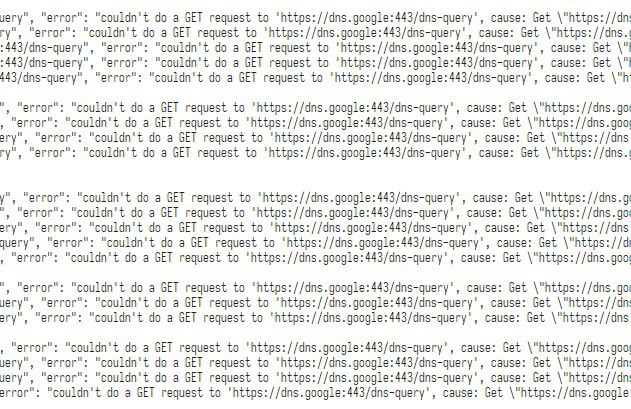 uery", "error": "couldn't do a GET request to 'https://dns.google:443/dns-query', cause: Get \"https://dns
ry", "error": "couldn't do a GET request to 'https://dns.google:443/dns-query', cause: Get \"https://dns.g
:443/dns-query", "error": "couldn't do a GET request to 'https://dns.google:443/dns-query', cause: Get \"h
:443/dns-query", "error": "couldn't do a GET request to 'https://dns.google:443/dns-query', cause: Get \"h
443/dns-query", "error": "couldn't do a GET request to 'https://dns.google:443/dns-query', cause: Get \"ht
", "error": "couldn't do a GET request to 'https://dns.google:443/dns-query', cause: Get \"https://dns.go
ery", "error": "couldn't do a GET request to 'https://dns.google:443/dns-query', cause: Get \"https://dns.
ery", "error": "couldn't do a GET request to 'https://dns.google:443/dns-query', cause: Get \"https://dns.
ry", "error": "couldn't do a GET request to 'https://dns.google:443/dns-query', cause: Get \"https://dns.g
y", "error": "couldn't do a GET request to 'https://dns.google:443/dns-query', cause: Get \"https://dns.g
", "error": "couldn't do a GET request to 'https://dns.google:443/dns-query', cause: Get \"https://dns.go
ery", "error": "couldn't do a GET request to 'https://dns.google:443/dns-query', cause: Get \"https://dns.
query", "error": "couldn't do a GET request to 'https://dns.google:443/dns-query', cause: Get \"https://dn
ry", "error": "couldn't do a GET request to 'https://dns.google:443/dns-query', cause: Get \"https://dns.g
", "error": "couldn't do a GET request to 'https://dns.google:443/dns-query', cause: Get \"https://dns.go
uery", "error": "couldn't do a GET request to 'https://dns.google:443/dns-query', cause: Get \"https://dns
ery", "error": "couldn't do a GET request to 'https://dns.google:443/dns-query', cause: Get \"https://dns.
, "error": "couldn't do a GET request to 'https://dns.google:443/dns-query', cause: Get \"https://dns.goo
uery", "error": "couldn't do a GET request to 'https://dns.google:443/dns-query', cause: Get \"https://dns
uery", "error": "couldn't do a GET request to 'https://dns.google:443/dns-query', cause: Get \"https://dns
error": "couldn't do a GET request to 'https://dns.google:443/dns-query', cause: Get \"https://dns.google